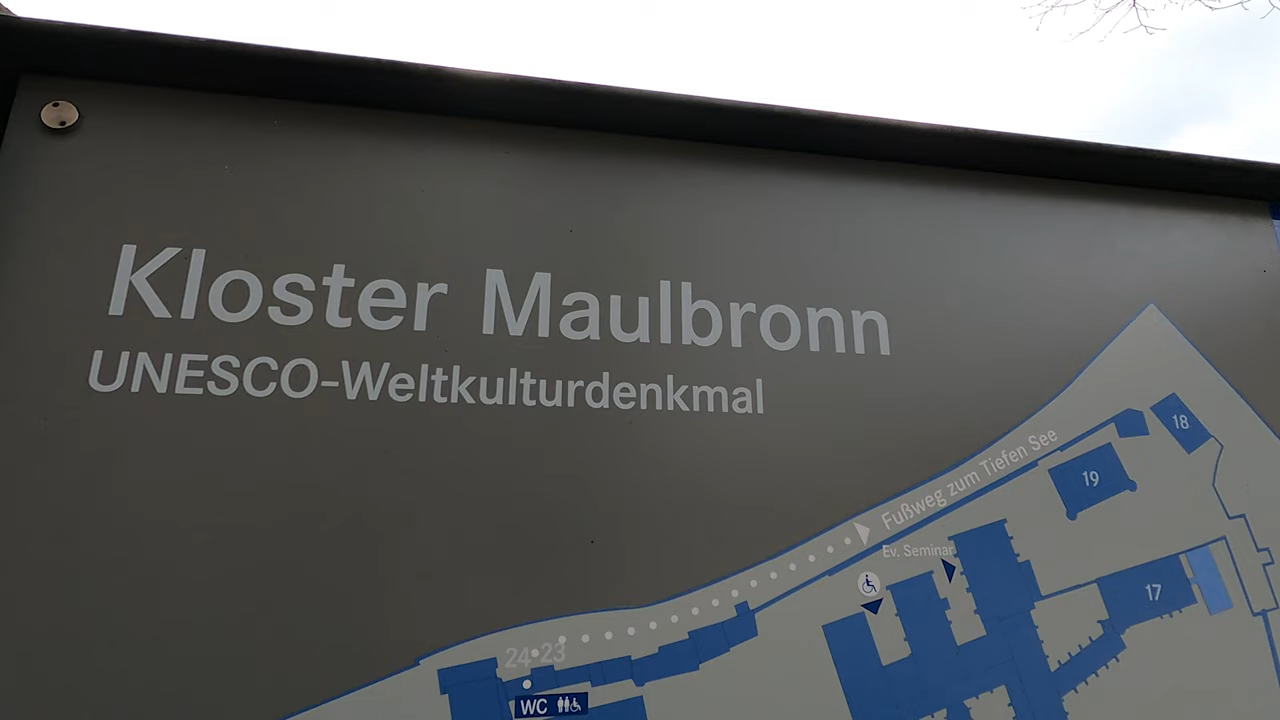 Kloster Maulbronn
UNESCO-Weltkulturdenkmal
18
Fußweg zum Tiefen See
19
Ev. Seminar
17
24 23
WC